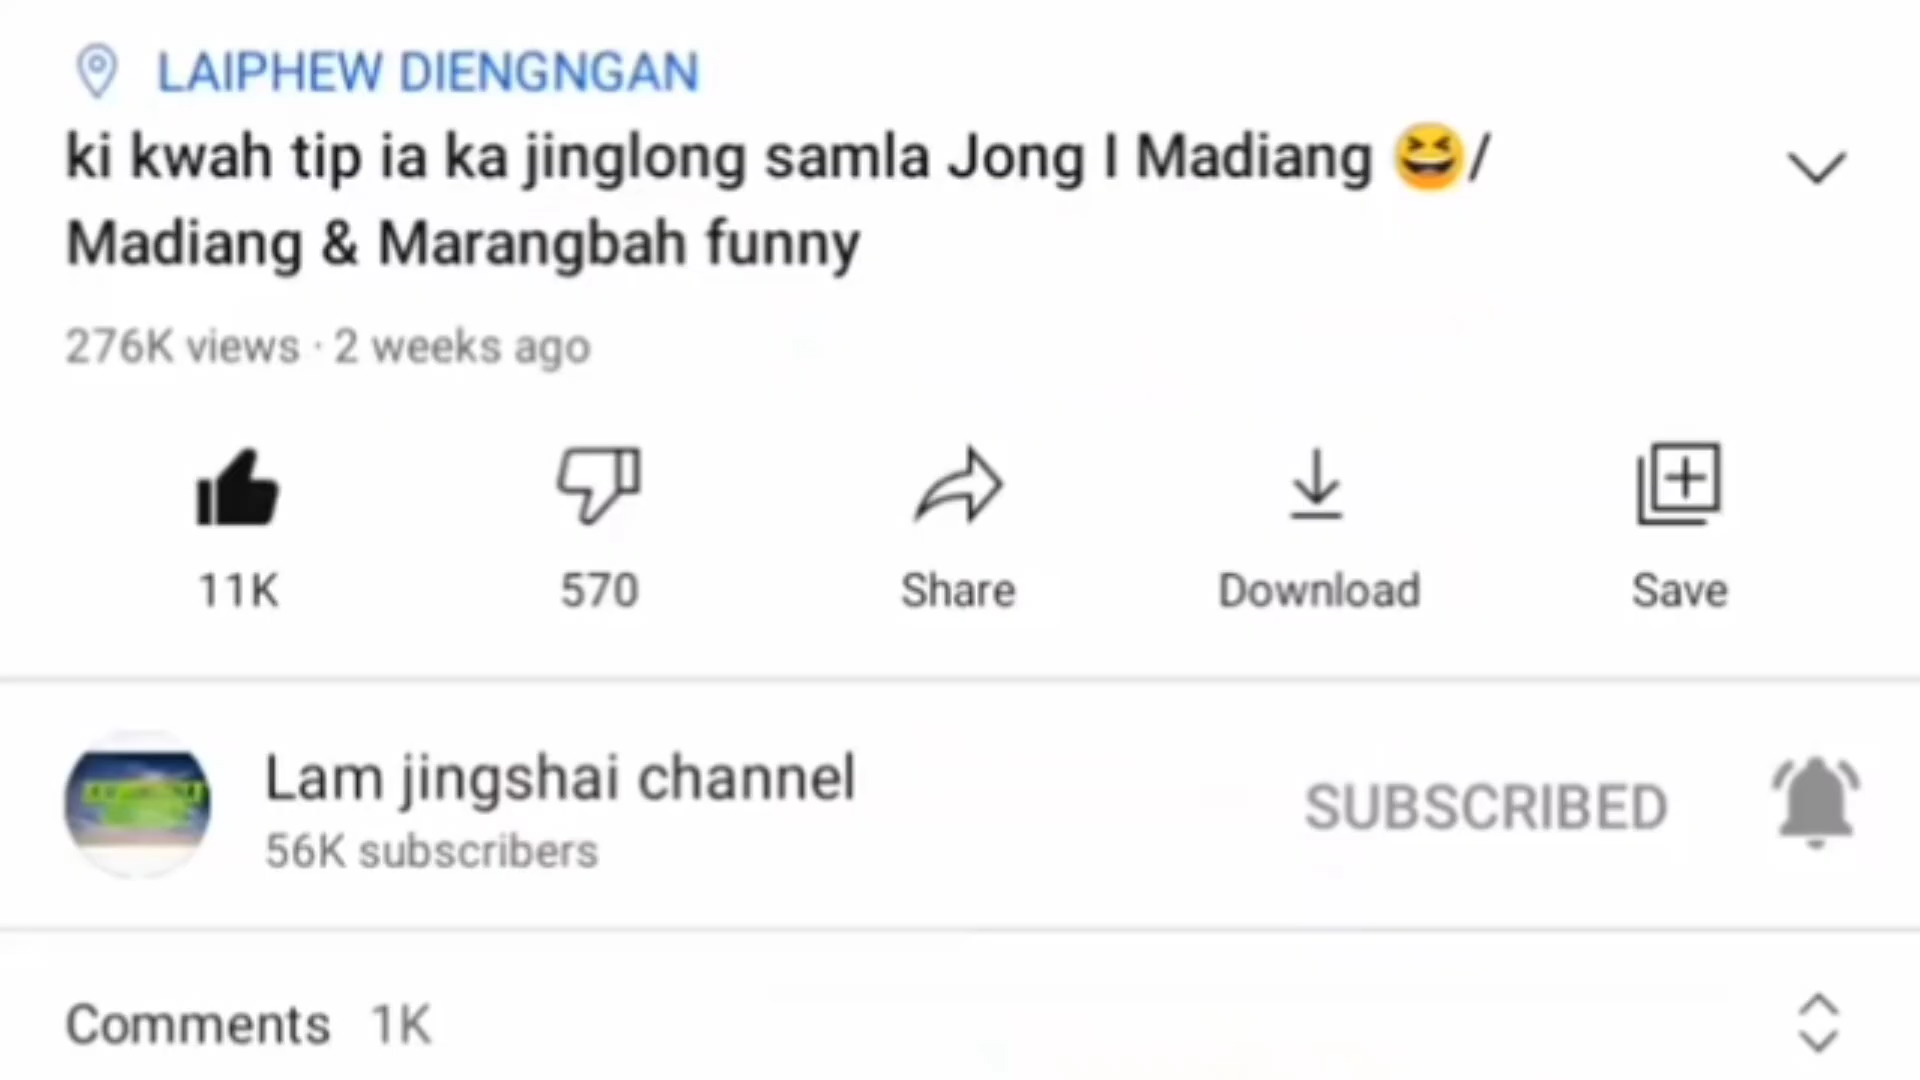 LAIPHEW DIENGNGAN
ki kwah tip ia ka jinglong samla Jong I Madiang 😆/
Madiang & Marangbah funny
276K views · 2 weeks ago
11K 570 Share Download Save
Lam jingshai channel
SUBSCRIBED
56K subscribers
Comments 1K